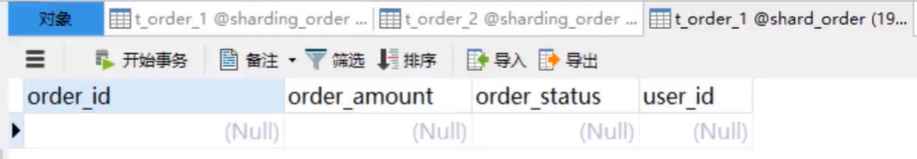 对象 t_order_1 @sharding_order ... t_order_2 @sharding_order ... t_order_1 @shard_order (19...
开始事务 备注 筛选 排序 导入 导出
order_id order_amount order_status user_id
(Null) (Null) (Null) (Null)